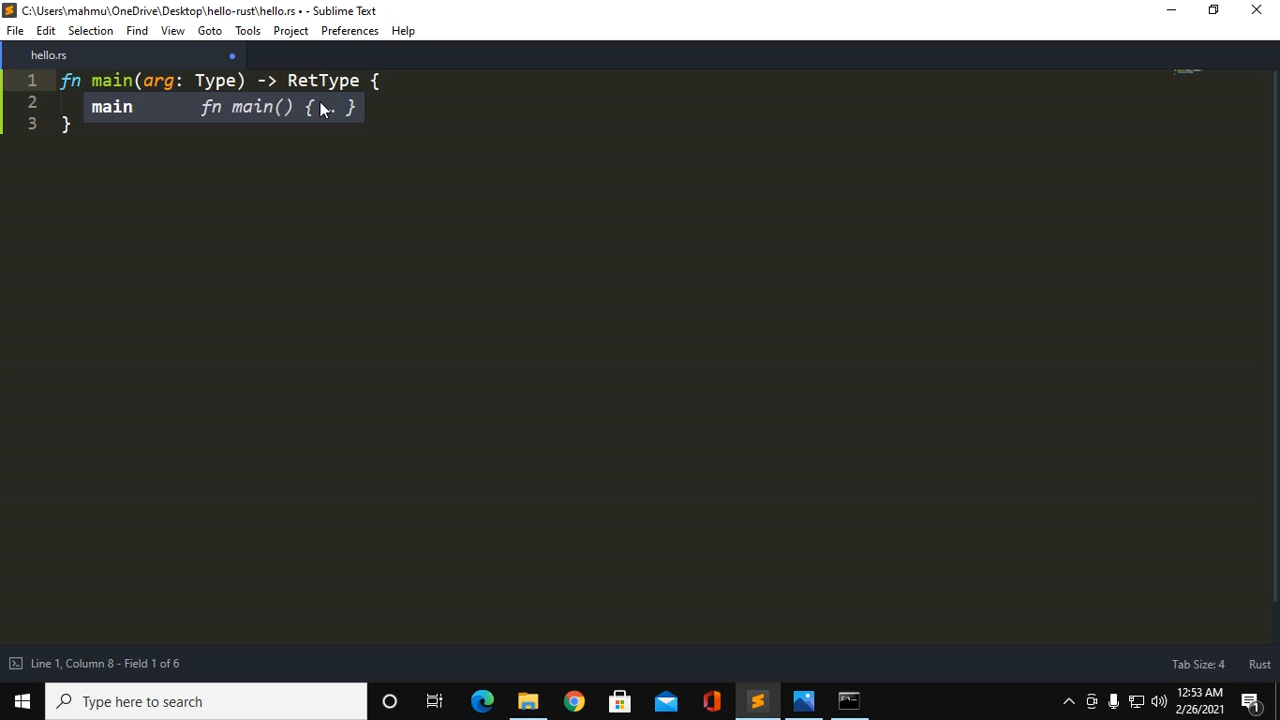 C:\Users\mahmu\OneDrive\Desktop\hello-rust\hello.rs • - Sublime Text
File Edit Selection Find View Goto Tools Project Preferences Help
hello.rs
1 fn main(arg: Type) -> RetType {
2
main fn main() {… }
3 }
Line 1, Column 8 - Field 1 of 6 Tab Size: 4 Rust
Type here to search
12:53 AM
2/26/2021
1